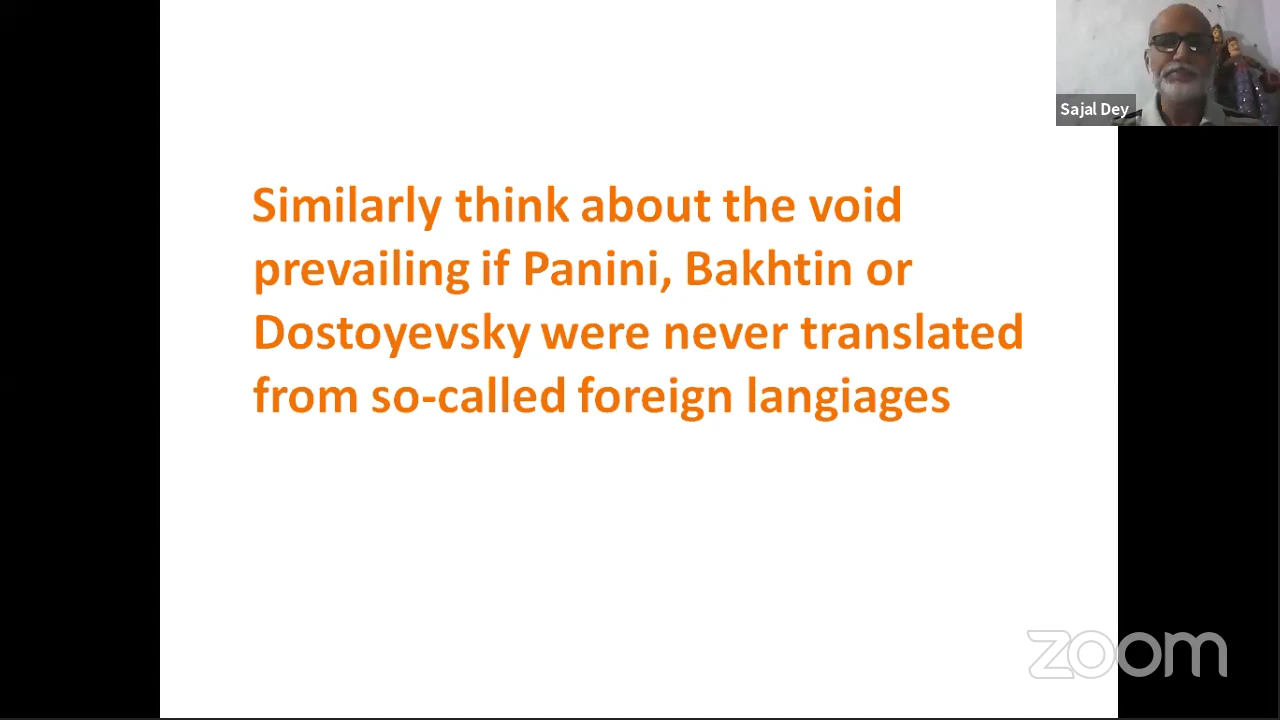 Sajal Dey
Similarly think about the void
prevailing if Panini, Bakhtin or
Dostoyevsky were never translated
from so-called foreign langiages
zoom